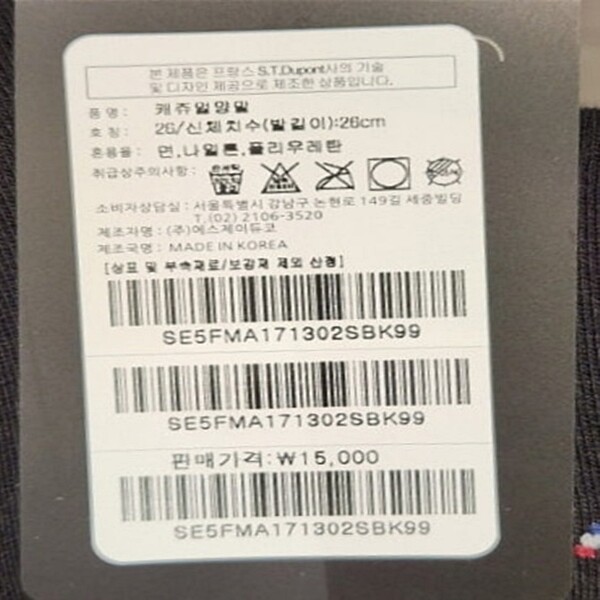 본 제품은 프랑스 S.T.Dupont사의 기술
및 디자인 제공으로 제조한 상품입니다.
품 명 : 캐쥬얼양말
호 칭 : 26/신체치수(발길이):26cm
혼용율 : 면,나일론,폴리우레탄
취급상주의사항 :
소비자상담실 : 서울특별시 강남구 논현로 149길 세종빌딩
T.(02) 2106-3520
제조자명 : (주)에스제이듀코
제조국명 : MADE IN KOREA
[상표 및 부속재료/보강재 제외 산정]
SE5FMA171302SBK99
SE5FMA171302SBK99
판매가격:₩15,000
SE5FMA171302SBK99